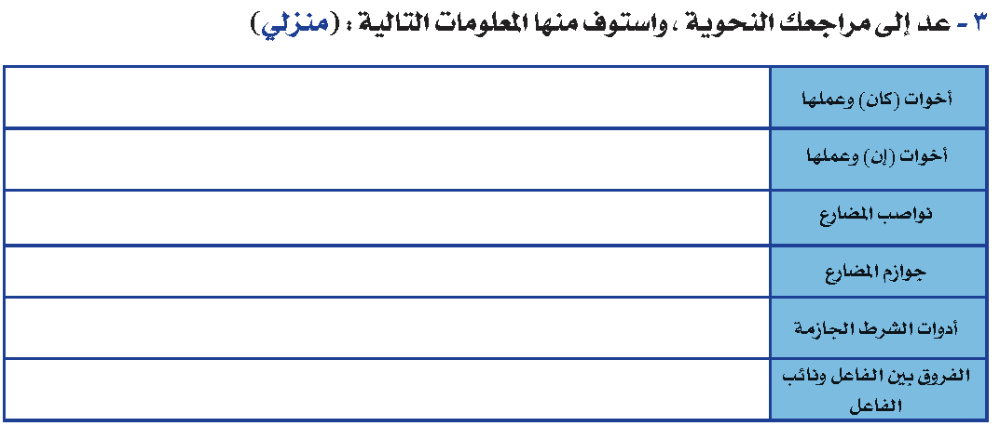 ٣ - عد إلى مراجعك النحوية ، واستوف منها المعلومات التالية : (منزلي)
أخوات (كان) وعملها
أخوات (إن) وعملها
نواصب المضارع
جوازم المضارع
أدوات الشرط الجازمة
الفروق بين الفاعل ونائب
الفاعل